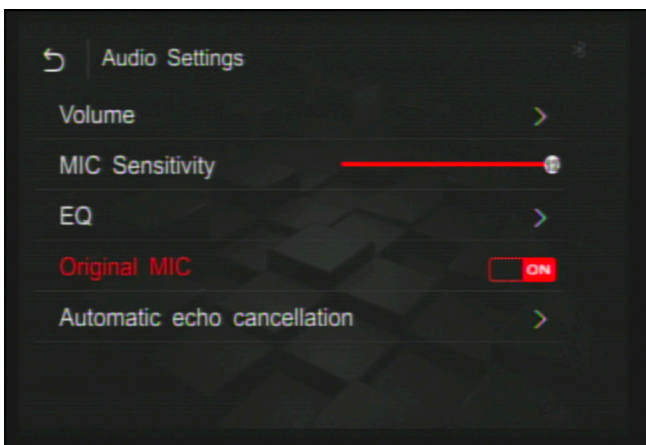 Audio Settings
Volume
MIC Sensitivity
EQ
Original MIC
ON
Automatic echo cancellation